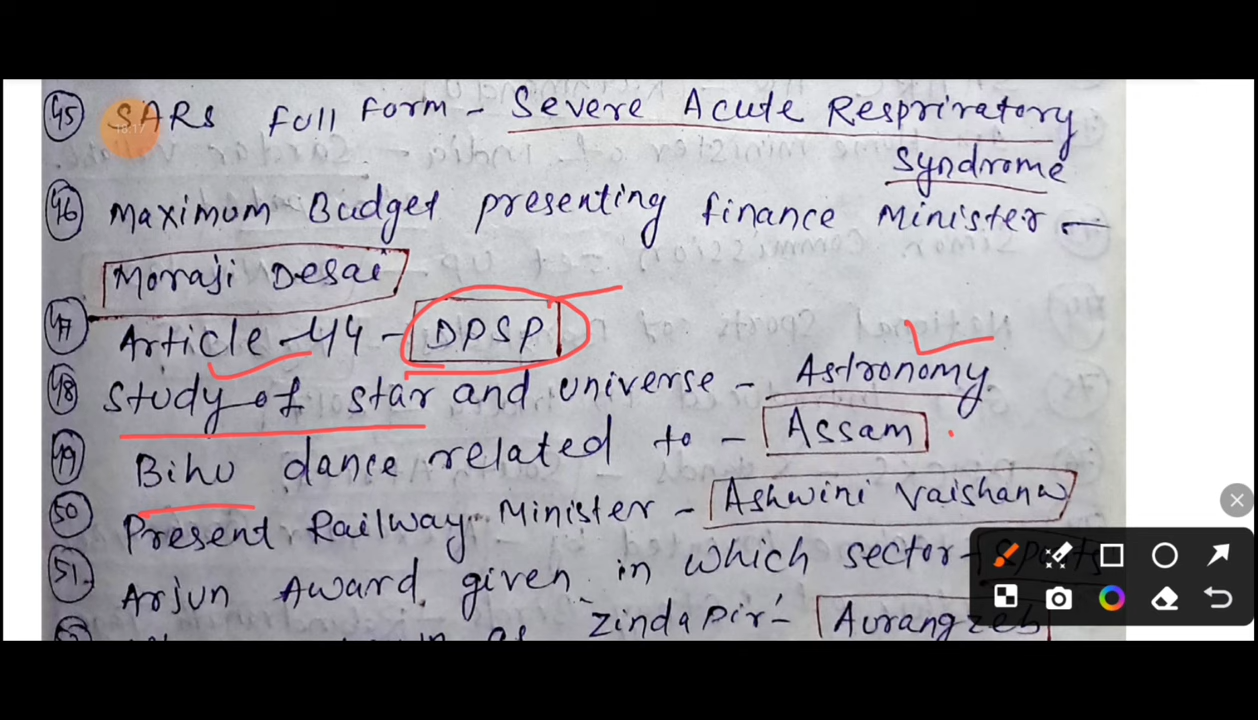 45 SARS Full Form - Severe Acute Respriratory
Syndrome
46 Maximum Budget presenting finance Minister -
Moraji Desai
47 Article - 44 - DPSP
48 Study of star and universe - Astronomy
49 Bihu dance related to - Assam
50 Present Railway Minister - Ashwini Vaishanw
51 Arjun Award given in which sector - Sports
Zindapir - Aurangzeb